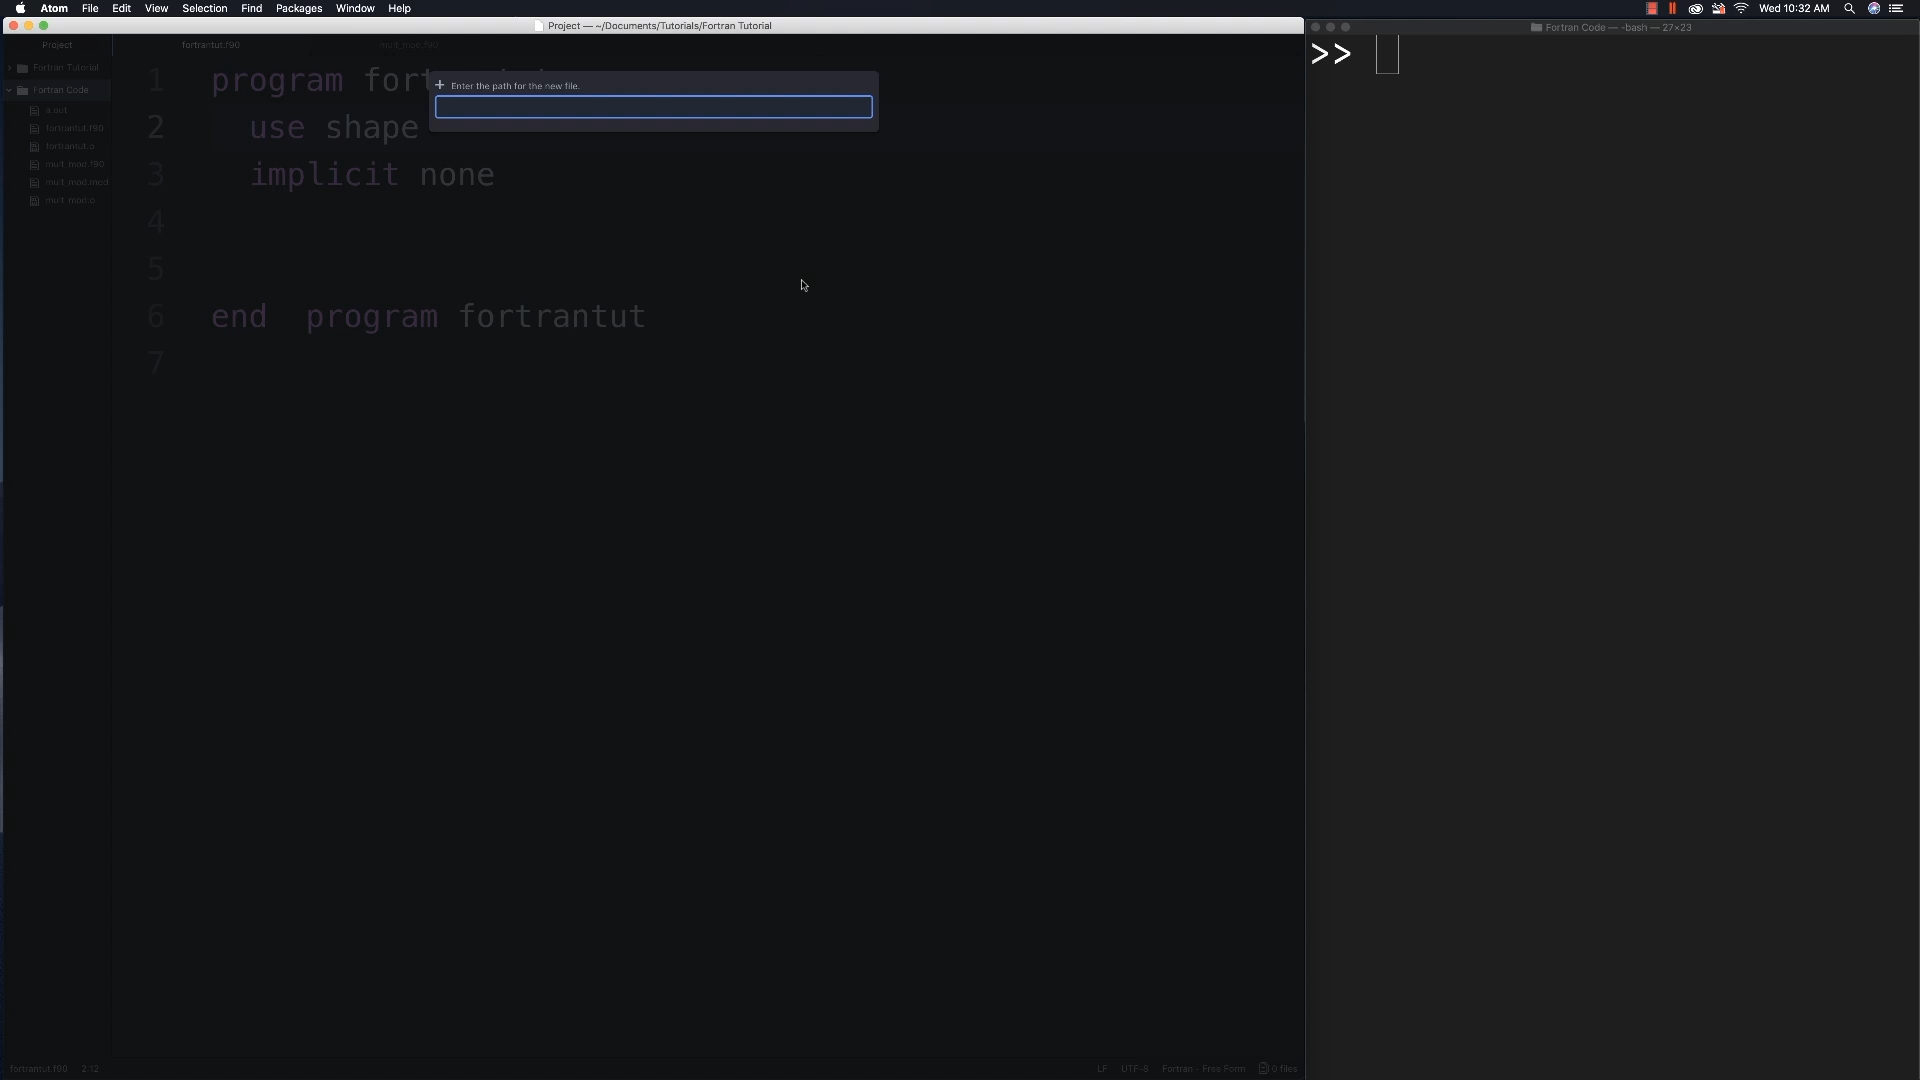 Atom File Edit View Selection Find Packages Window Help
Wed 10:32 AM
Project — ~/Documents/Tutorials/Fortran Tutorial
Fortran Code — -bash — 27×23
Project
fortrantut.f90
mult_mod.f90
Fortran Tutorial
Fortran Code
a.out
fortrantut.f90
fortrantut.o
mult_mod.f90
mult_mod.mod
mult_mod.o
Enter the path for the new file.
1 program
2 use shape
3 implicit none
4
5
6 end program fortrantut
7
>>
fortrantut.f90 2:12
LF UTF-8 Fortran - Free Form 0 files